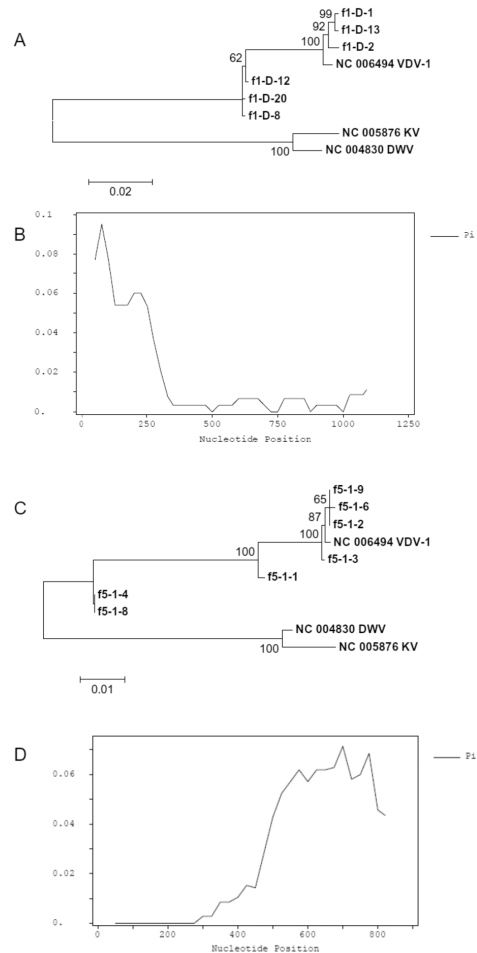 A
99
f1-D-1
92
f1-D-13
100
f1-D-2
NC 006494 VDV-1
62
f1-D-12
f1-D-20
f1-D-8
NC 005876 KV
100
NC 004830 DWV
0.02
B
0.1
0.08
0.06
0.04
0.02
0.
0 250 500 750 1000 1250
Nucleotide Position
Pi
C
65
f5-1-9
f5-1-6
87
f5-1-2
100
NC 006494 VDV-1
f5-1-3
100
f5-1-1
f5-1-4
f5-1-8
NC 004830 DWV
100
NC 005876 KV
0.01
D
0.06
0.04
0.02
0.
0 200 400 600 800
Nucleotide Position
Pi